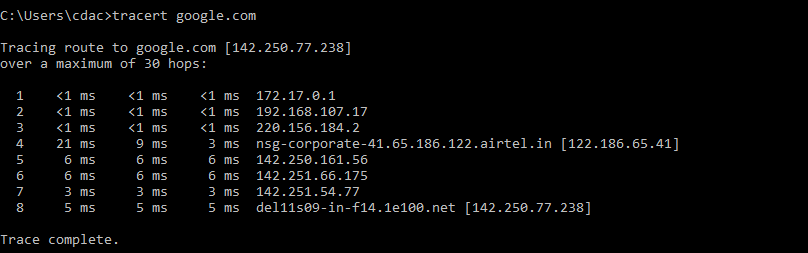 C:\Users\cdac>tracert google.com
Tracing route to google.com [142.250.77.238]
over a maximum of 30 hops:
1 <1 ms <1 ms <1 ms 172.17.0.1
2 <1 ms <1 ms <1 ms 192.168.107.17
3 <1 ms <1 ms <1 ms 220.156.184.2
4 21 ms 9 ms 3 ms nsg-corporate-41.65.186.122.airtel.in [122.186.65.41]
5 6 ms 6 ms 6 ms 142.250.161.56
6 6 ms 6 ms 6 ms 142.251.66.175
7 3 ms 3 ms 3 ms 142.251.54.77
8 5 ms 5 ms 5 ms del11s09-in-f14.1e100.net [142.250.77.238]
Trace complete.